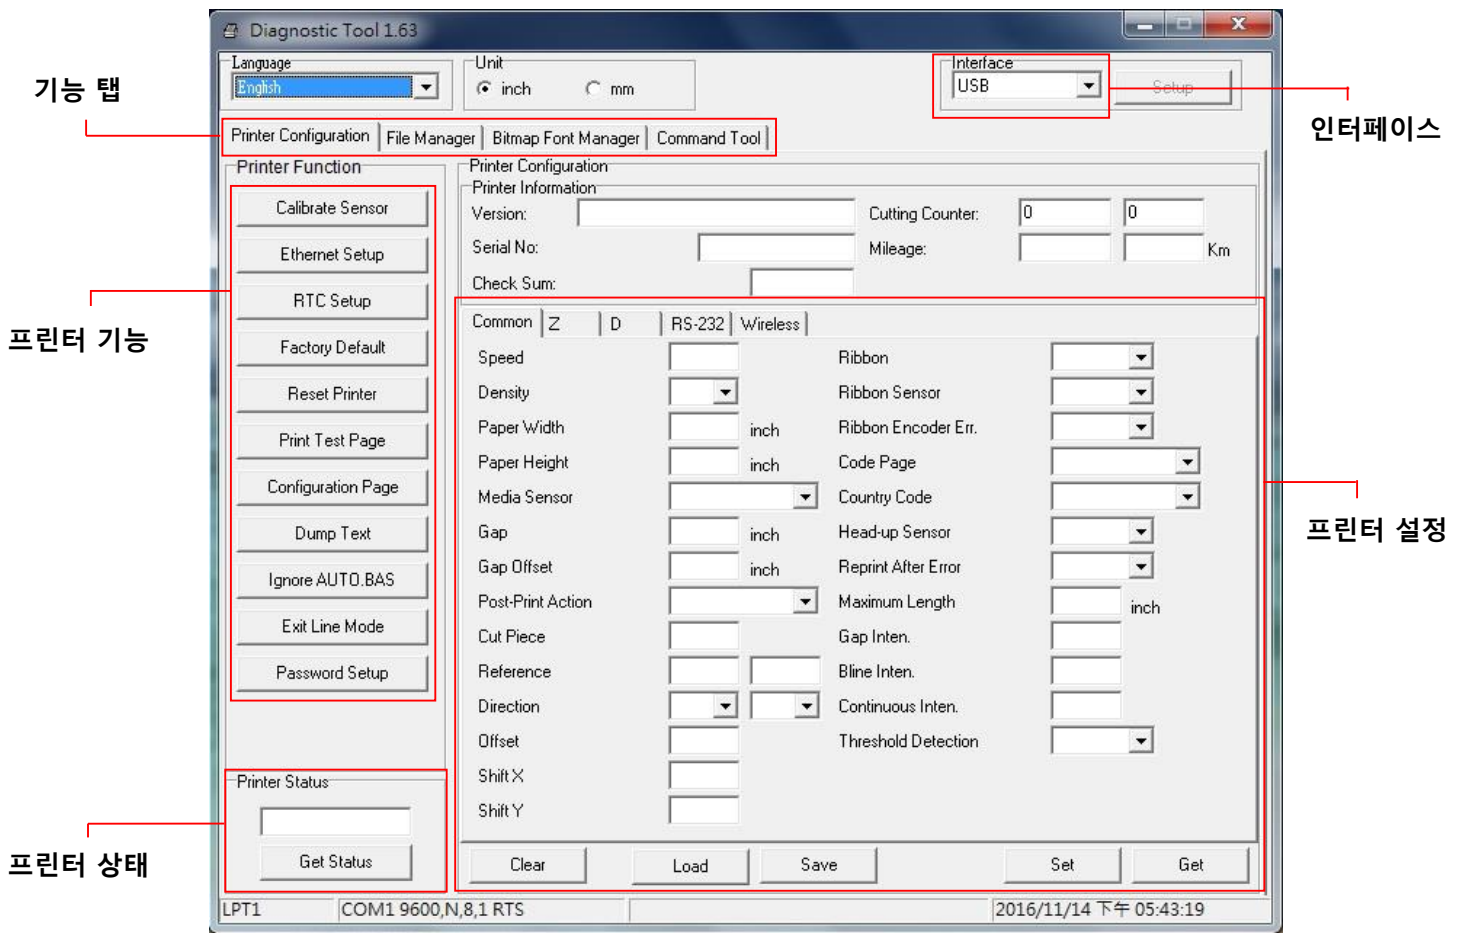 Diagnostic Tool 1.63
Language
English
Unit
inch
mm
Interface
USB
Setup
기능 탭
인터페이스
Printer Configuration
File Manager
Bitmap Font Manager
Command Tool
Printer Function
Calibrate Sensor
Ethernet Setup
RTC Setup
Factory Default
Reset Printer
Print Test Page
Configuration Page
Dump Text
Ignore AUTO.BAS
Exit Line Mode
Password Setup
프린터 기능
Printer Configuration
Printer Information
Version:
Cutting Counter: 0 0
Serial No:
Mileage: Km
Check Sum:
Common Z D RS-232 Wireless
Speed
Ribbon
Density
Ribbon Sensor
Paper Width inch
Ribbon Encoder Err.
Paper Height inch
Code Page
Media Sensor
Country Code
Gap inch
Head-up Sensor
Gap Offset inch
Reprint After Error
Post-Print Action
Maximum Length inch
Cut Piece
Gap Inten.
Reference
Bline Inten.
Direction
Continuous Inten.
Offset
Threshold Detection
Shift X
Shift Y
프린터 설정
Printer Status
Get Status
프린터 상태
Clear
Load
Save
Set
Get
LPT1
COM1 9600,N,8,1 RTS
2016/11/14 下午 05:43:19